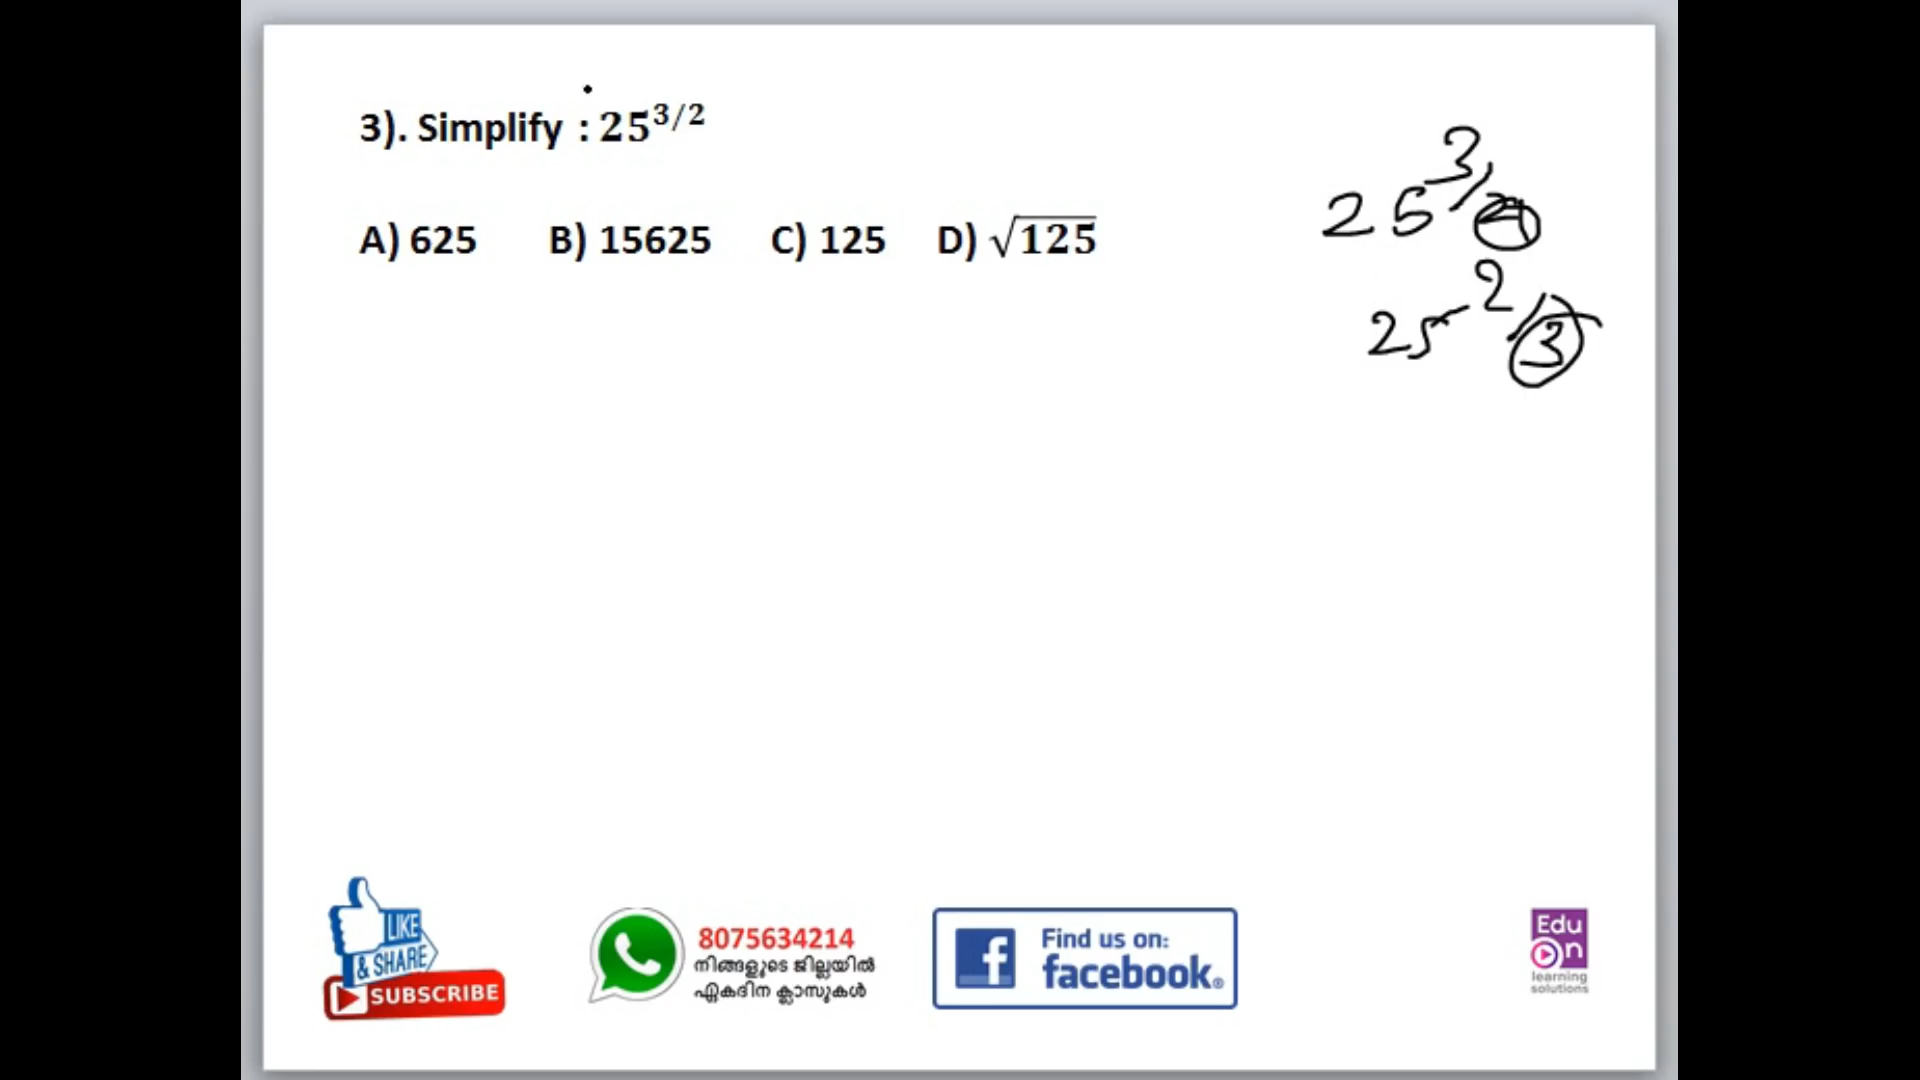 3). Simplify : 25^{3/2}
A) 625 B) 15625 C) 125 D) √125
25^{3/2}
25^{2/3}
LIKE
& SHARE
SUBSCRIBE
8075634214
നിങ്ങളുടെ ജില്ലയിൽ
ഏകദിന ക്ലാസുകൾ
Find us on:
facebook®
Edu
On
learning
solutions